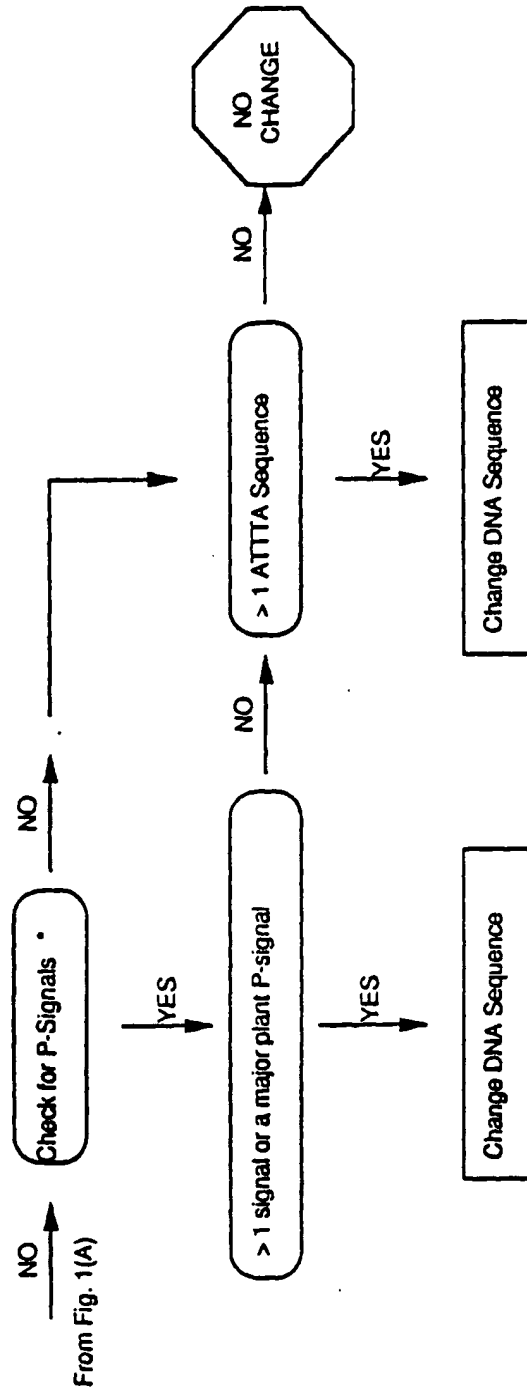 NO
From Fig. 1(A)
Check for P-Signals *
NO
YES
> 1 signal or a major plant P-signal
NO
> 1 ATTTA Sequence
NO
NO
CHANGE
YES
YES
Change DNA Sequence
Change DNA Sequence